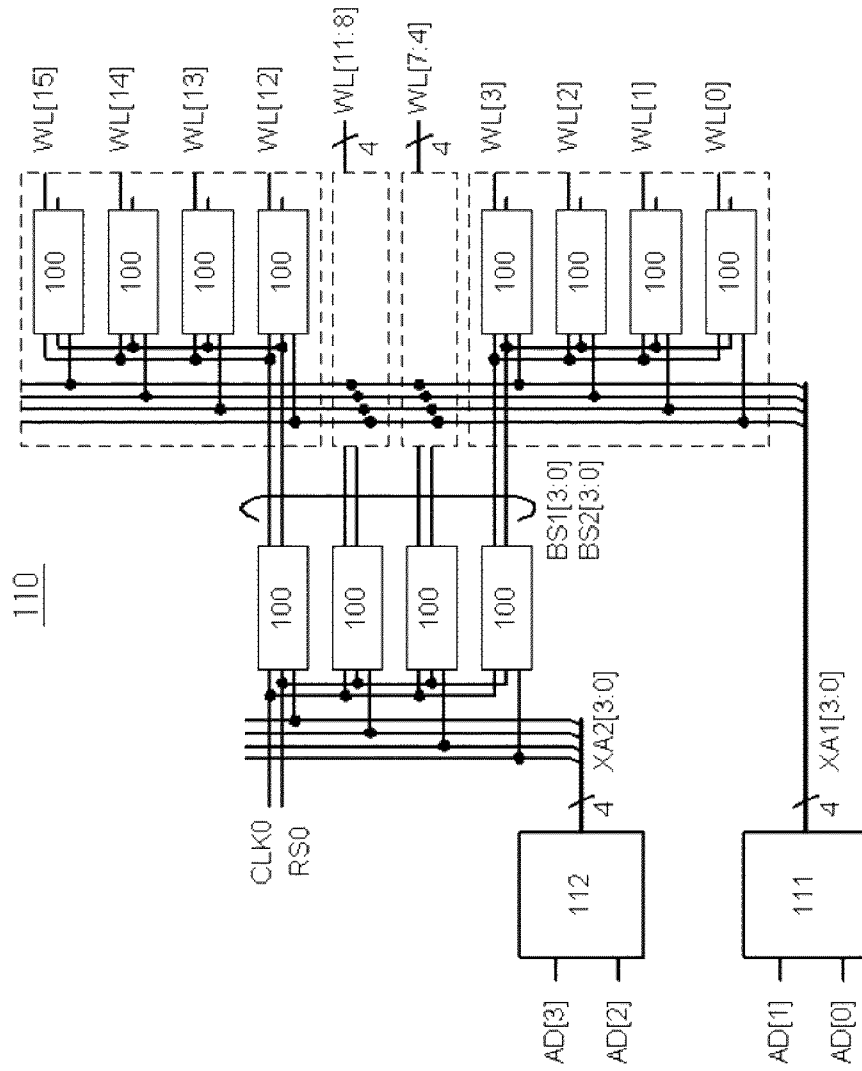 110
WL[15]
WL[14]
WL[13]
WL[12]
WL[11:8]
4
WL[7:4]
4
WL[3]
WL[2]
WL[1]
WL[0]
100
100
100
100
100
100
100
100
100
100
100
100
BS1[3:0]
BS2[3:0]
CLK0
RS0
XA2[3:0]
4
XA1[3:0]
4
112
111
AD[3]
AD[2]
AD[1]
AD[0]